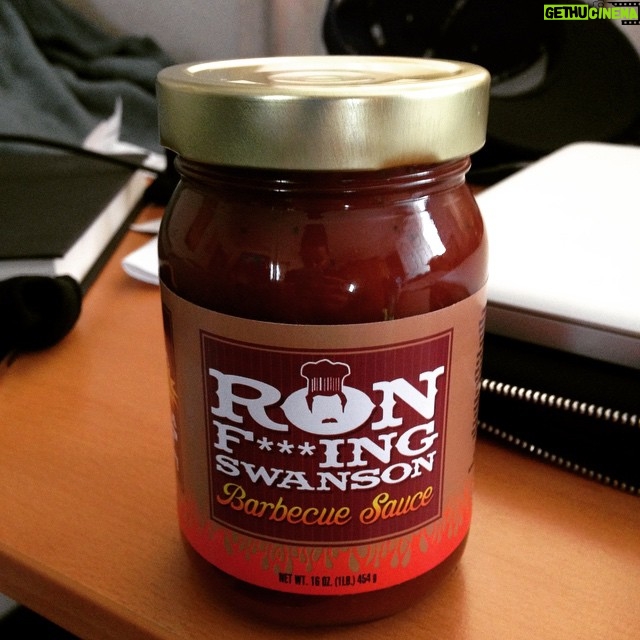 GETHUCINEMA
RON
F***ING
SWANSON
Barbecue Sauce
NET WT. 16 OZ. (1LB.) 454 g